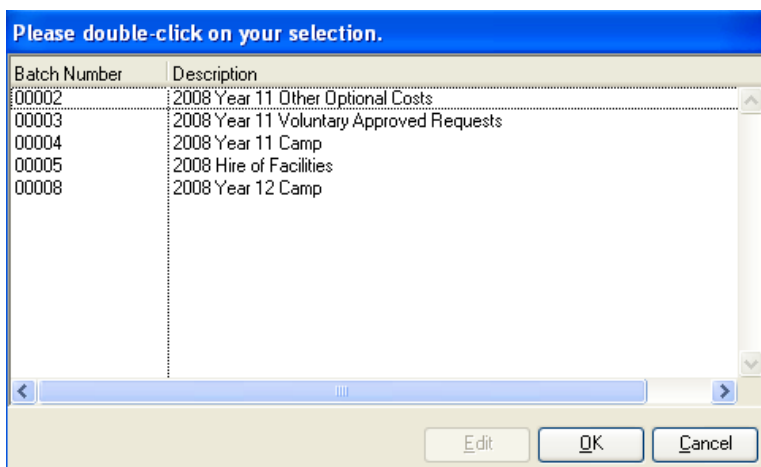 Please double-click on your selection.
Batch Number Description
00002 2008 Year 11 Other Optional Costs
00003 2008 Year 11 Voluntary Approved Requests
00004 2008 Year 11 Camp
00005 2008 Hire of Facilities
00008 2008 Year 12 Camp
Edit OK Cancel